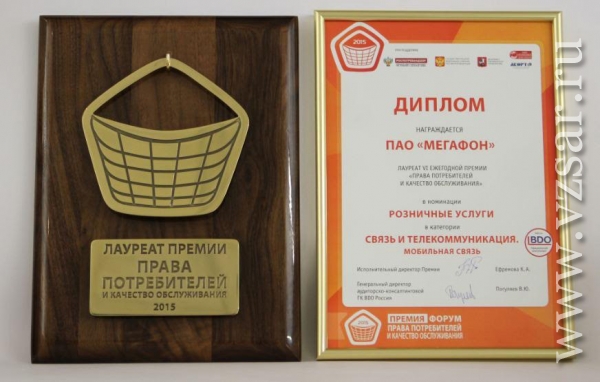 ЛАУРЕАТ ПРЕМИИ
ПРАВА
ПОТРЕБИТЕЛЕЙ
И КАЧЕСТВО ОБСЛУЖИВАНИЯ
2015
2015
ДИПЛОМ
НАГРАЖДАЕТСЯ
ПАО «МЕГАФОН»
ЛАУРЕАТ VI ЕЖЕГОДНОЙ ПРЕМИИ
«ПРАВА ПОТРЕБИТЕЛЕЙ
И КАЧЕСТВО ОБСЛУЖИВАНИЯ»
в номинации
РОЗНИЧНЫЕ УСЛУГИ
в категории
СВЯЗЬ И ТЕЛЕКОММУНИКАЦИЯ.
МОБИЛЬНАЯ СВЯЗЬ
BDO
Исполнительный директор Премии
Ефремова К.А.
Генеральный директор
аудиторско-консалтинговой
ГК BDO России
2015
ПРЕМИЯ ФОРУМ
ПРАВА ПОТРЕБИТЕЛЕЙ
И КАЧЕСТВО ОБСЛУЖИВАНИЯ
www.vzsar.ru